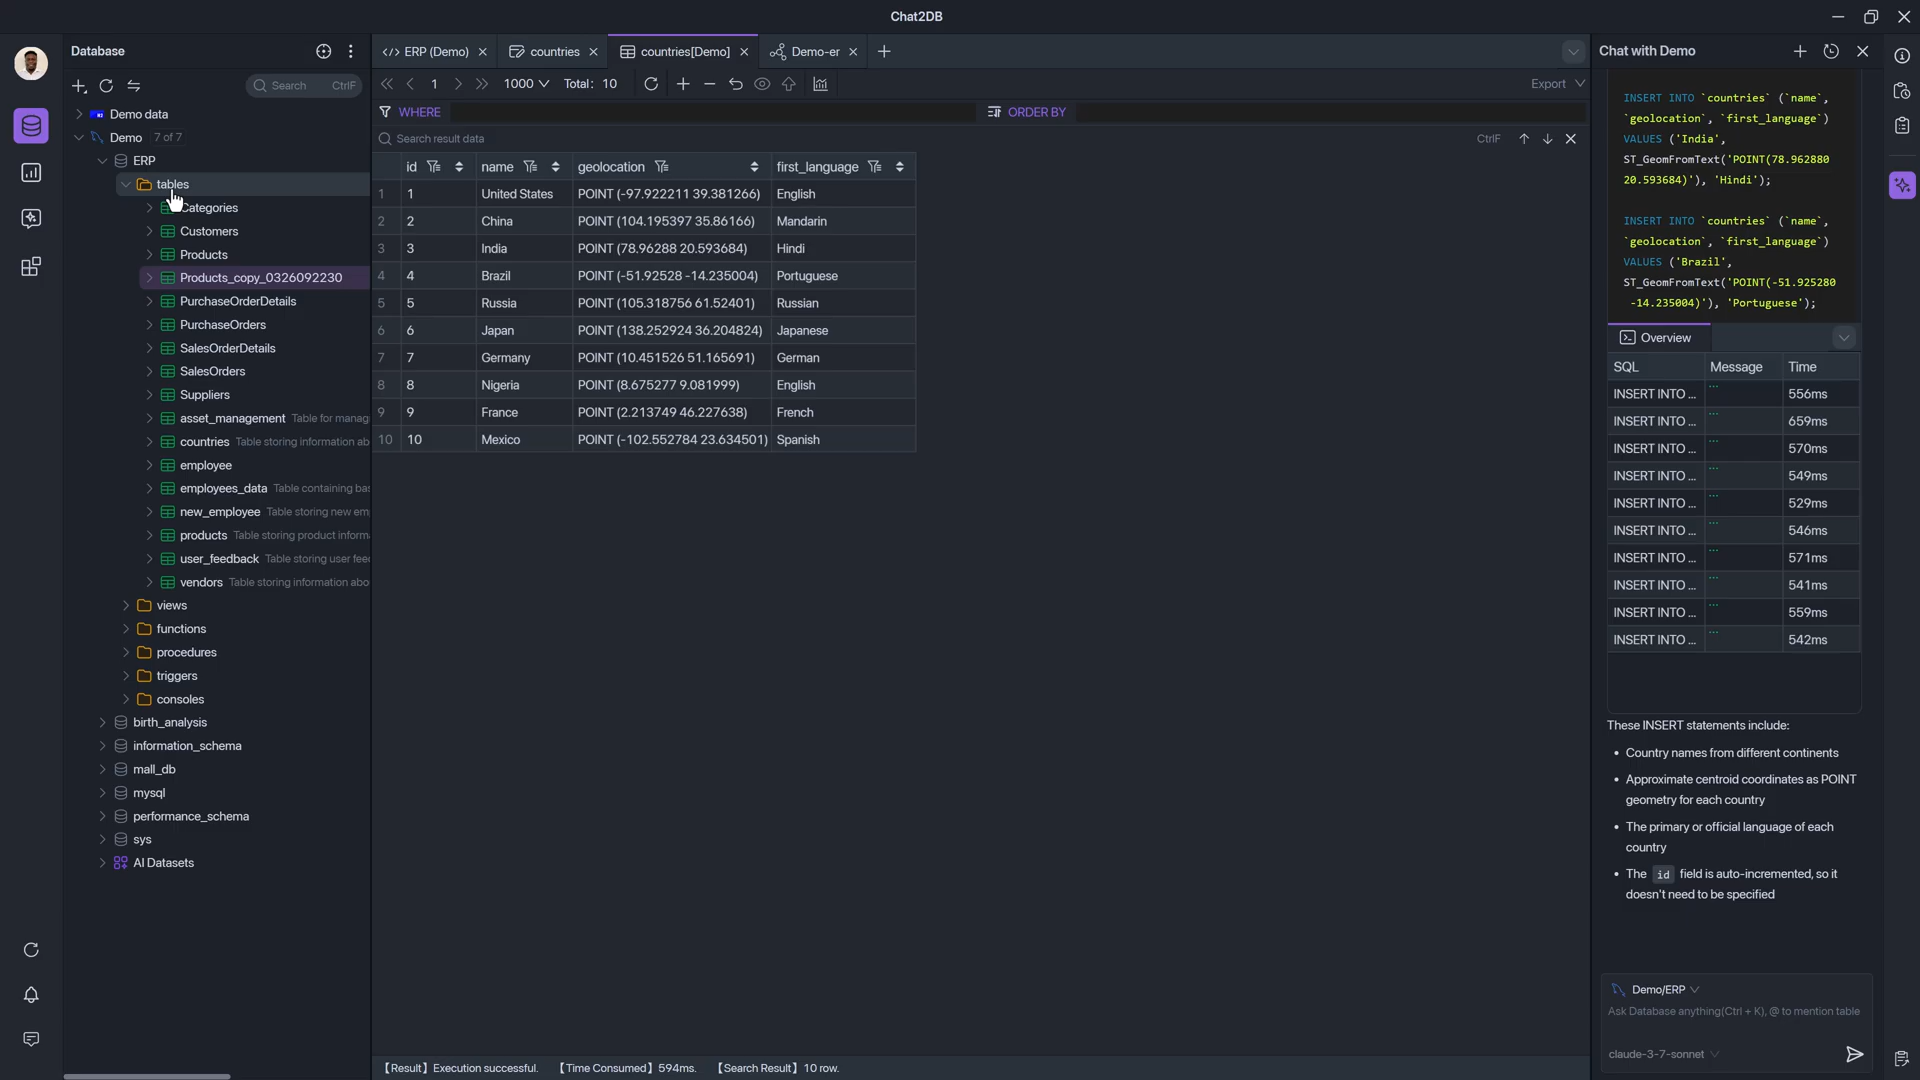 Chat2DB
Database
Search CtrlF
Demo data
Demo 7 of 7
ERP
tables
Categories
Customers
Products
Products_copy_0326092230
PurchaseOrderDetails
PurchaseOrders
SalesOrderDetails
SalesOrders
Suppliers
asset_management Table for manag
countries Table storing information ab
employee
employees_data Table containing bas
new_employee Table storing new em
products Table storing product inform
user_feedback Table storing user fee
vendors Table storing information abo
views
functions
procedures
triggers
consoles
birth_analysis
information_schema
mall_db
mysql
performance_schema
sys
AI Datasets
ERP (Demo) countries countries[Demo] Demo-er
1 1000 Total: 10 Export
WHERE ORDER BY
Search result data CtrlF
id name geolocation first_language
1 1 United States POINT (-97.922211 39.381266) English
2 2 China POINT (104.195397 35.86166) Mandarin
3 3 India POINT (78.96288 20.593684) Hindi
4 4 Brazil POINT (-51.92528 -14.235004) Portuguese
5 5 Russia POINT (105.318756 61.52401) Russian
6 6 Japan POINT (138.252924 36.204824) Japanese
7 7 Germany POINT (10.451526 51.165691) German
8 8 Nigeria POINT (8.675277 9.081999) English
9 9 France POINT (2.213749 46.227638) French
10 10 Mexico POINT (-102.552784 23.634501) Spanish
【Result】Execution successful. 【Time Consumed】594ms. 【Search Result】10 row.
Chat with Demo
INSERT INTO `countries` (`name`,
`geolocation`, `first_language`)
VALUES ('India',
ST_GeomFromText('POINT(78.962880
20.593684)'), 'Hindi');
INSERT INTO `countries` (`name`,
`geolocation`, `first_language`)
VALUES ('Brazil',
ST_GeomFromText('POINT(-51.925280
-14.235004)'), 'Portuguese');
Overview
SQL Message Time
INSERT INTO ... ... 556ms
INSERT INTO ... ... 659ms
INSERT INTO ... ... 570ms
INSERT INTO ... ... 549ms
INSERT INTO ... ... 529ms
INSERT INTO ... ... 546ms
INSERT INTO ... ... 571ms
INSERT INTO ... ... 541ms
INSERT INTO ... ... 559ms
INSERT INTO ... ... 542ms
These INSERT statements include:
• Country names from different continents
• Approximate centroid coordinates as POINT
geometry for each country
• The primary or official language of each
country
• The id field is auto-incremented, so it
doesn't need to be specified
Demo/ERP
Ask Database anything(Ctrl + K), @ to mention table
claude-3-7-sonnet